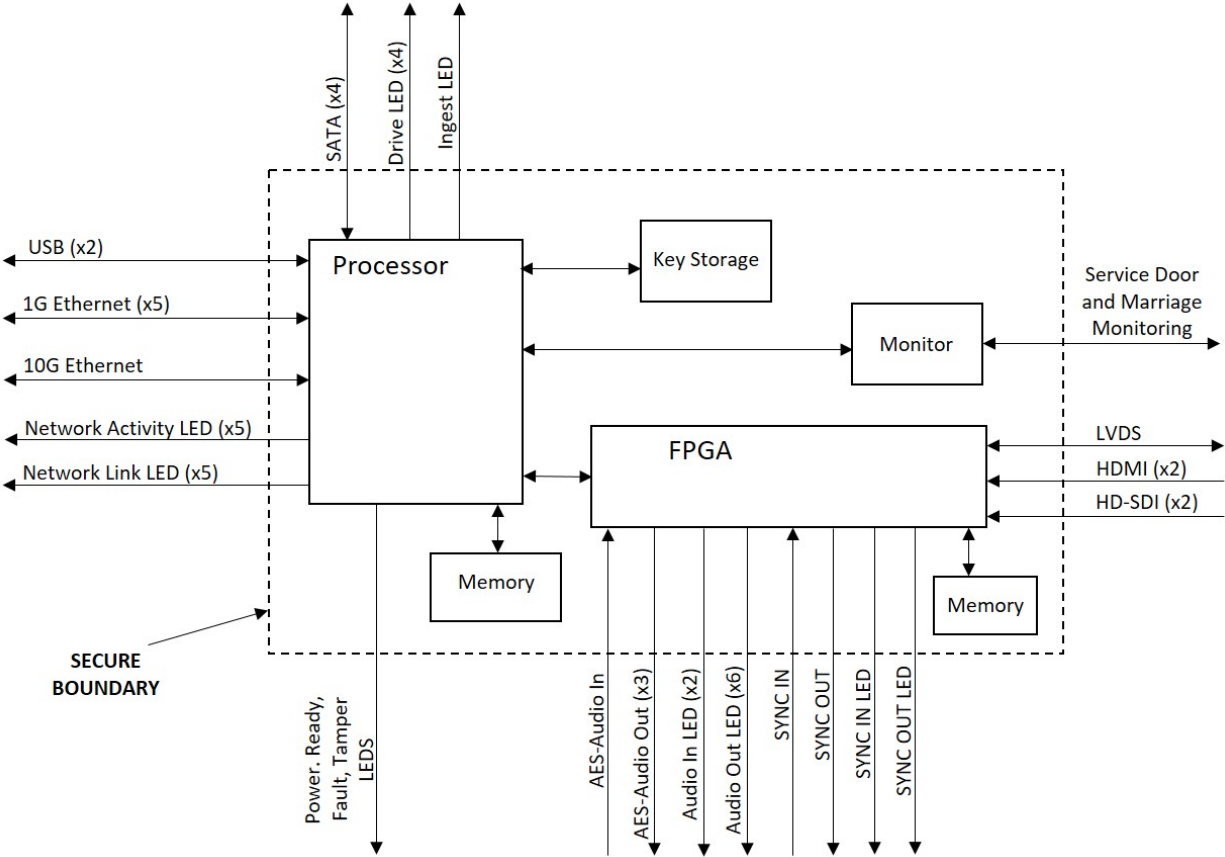 SATA (x4)
Drive LED (x4)
Ingest LED
USB (x2)
1G Ethernet (x5)
10G Ethernet
Network Activity LED (x5)
Network Link LED (x5)
Processor
Key Storage
Monitor
Service Door
and Marriage
Monitoring
FPGA
LVDS
HDMI (x2)
HD-SDI (x2)
Memory
Memory
SECURE
BOUNDARY
Power. Ready,
Fault, Tamper
LEDS
AES-Audio In
AES-Audio Out (x3)
Audio In LED (x2)
Audio Out LED (x6)
SYNC IN
SYNC OUT
SYNC IN LED
SYNC OUT LED